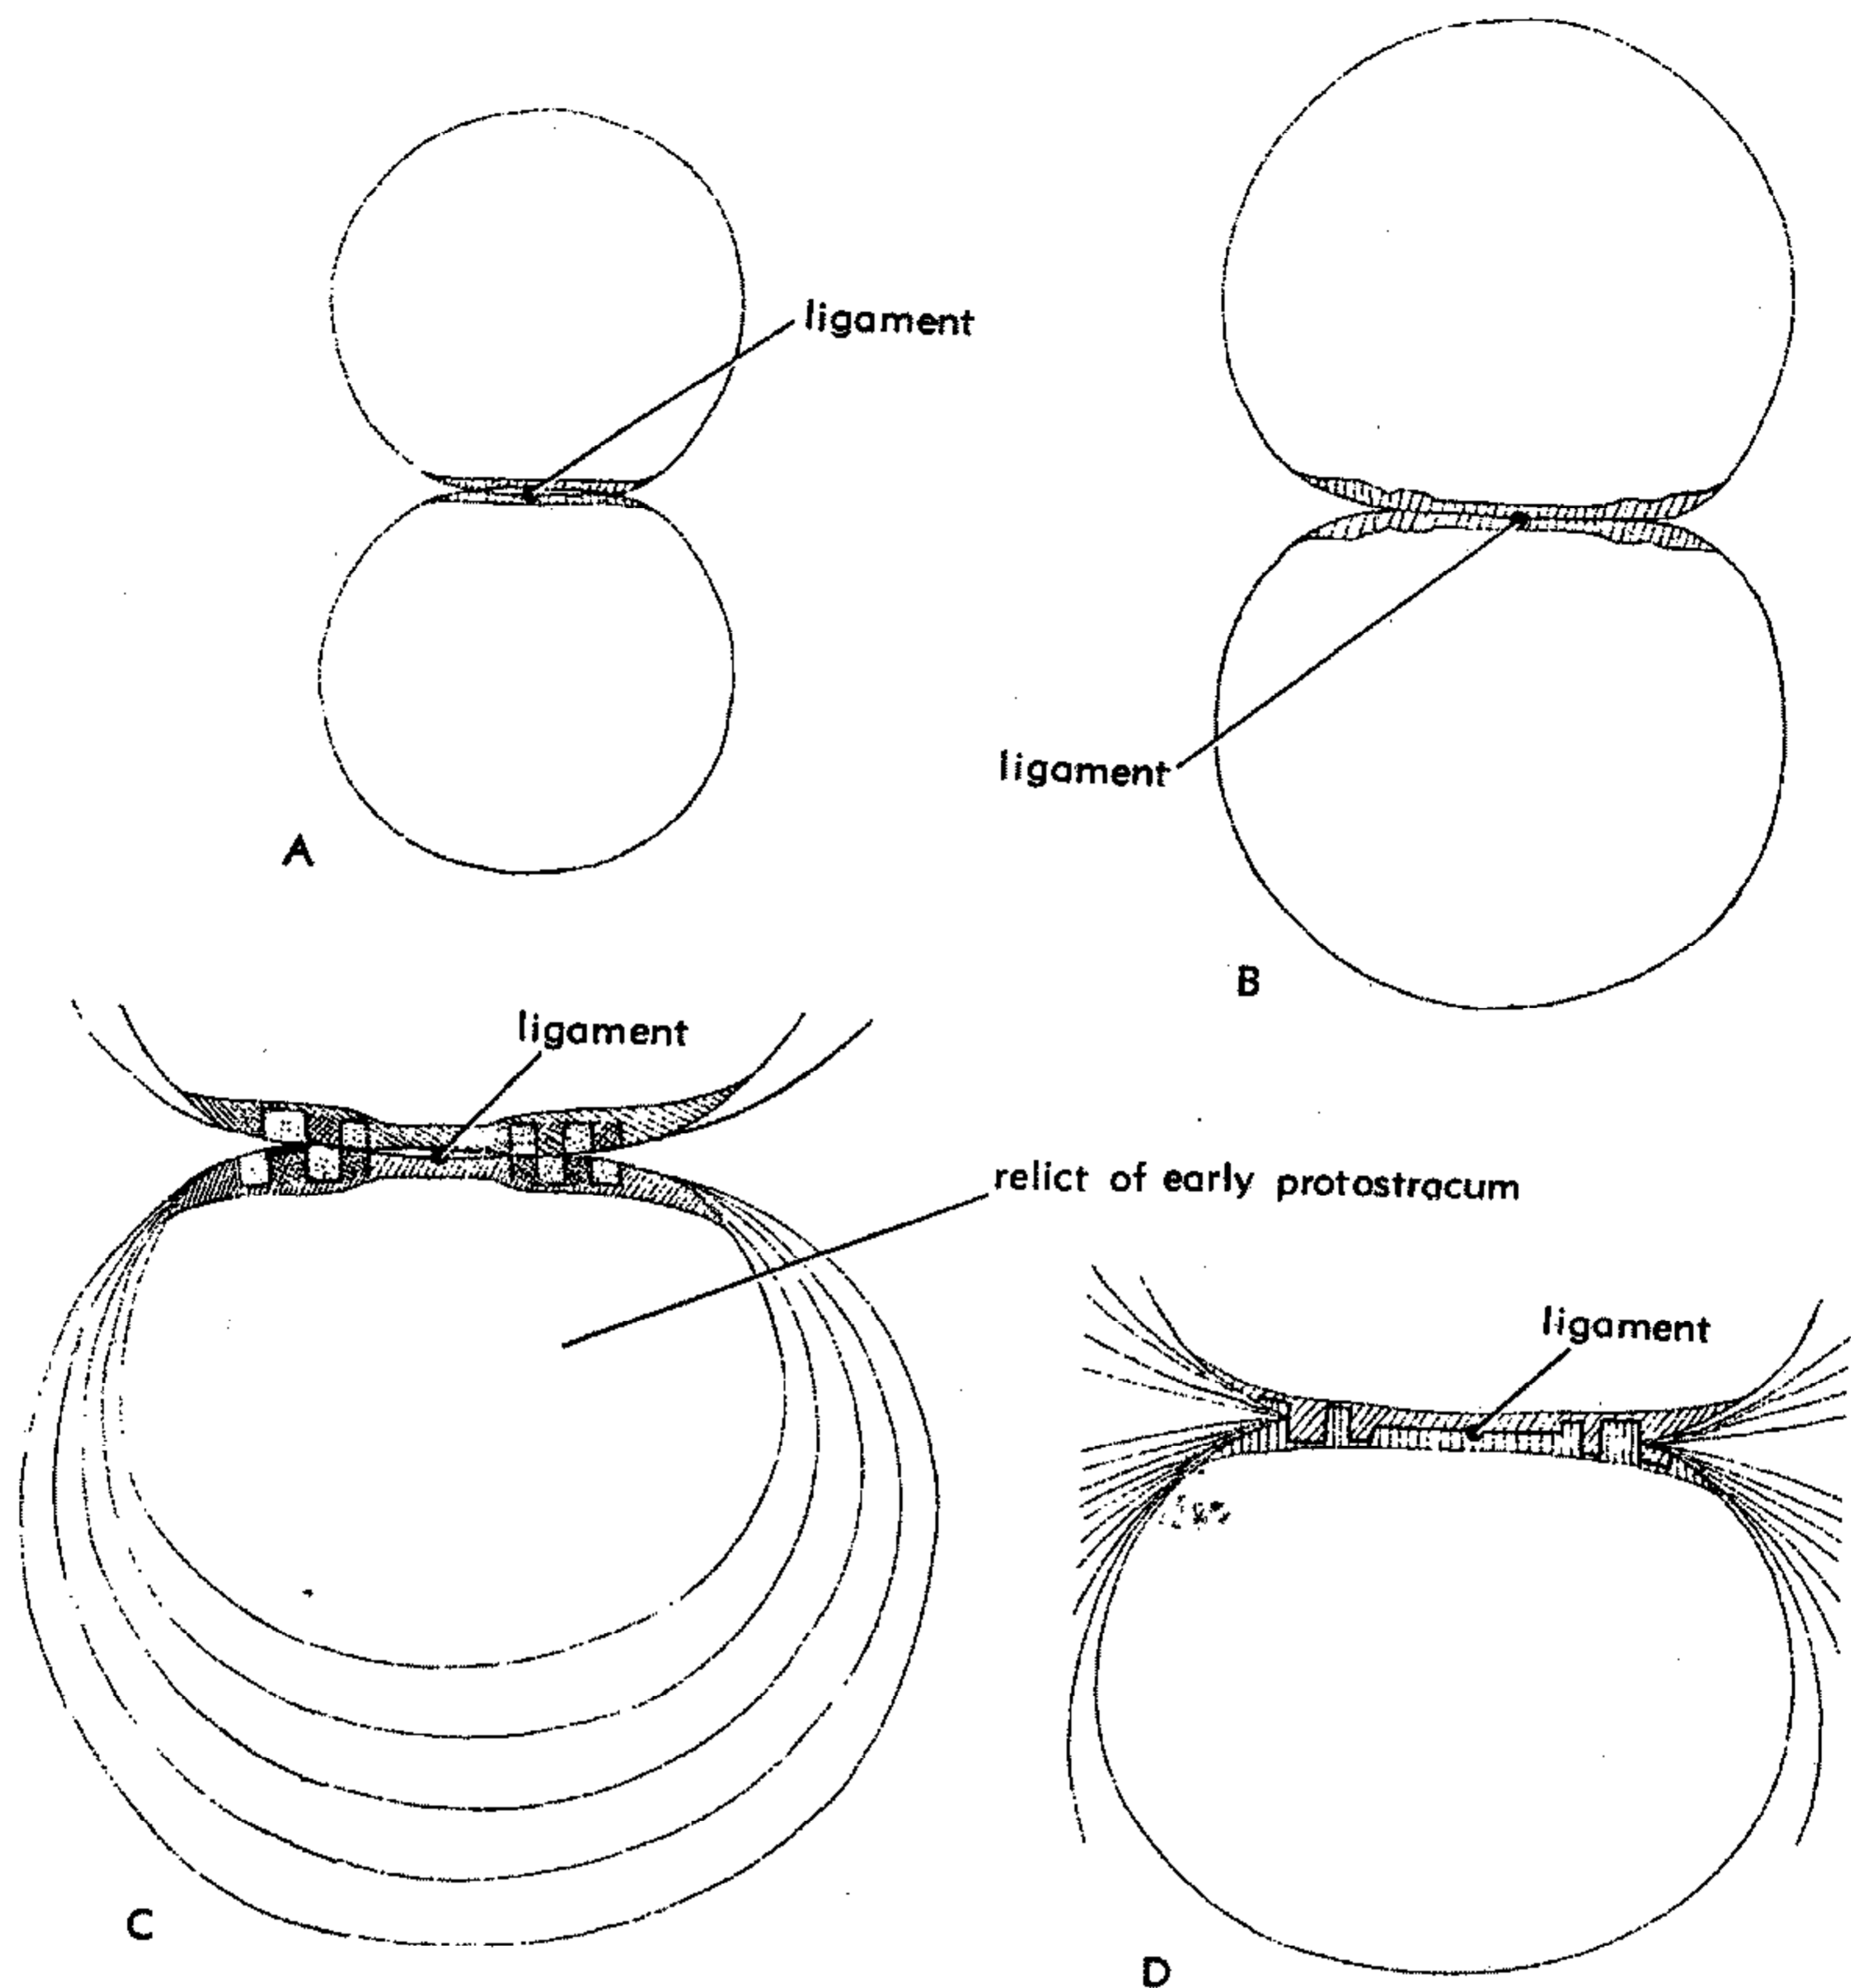 ligament
ligament
A
B
ligament
relict of early protostracum
ligament
C
D